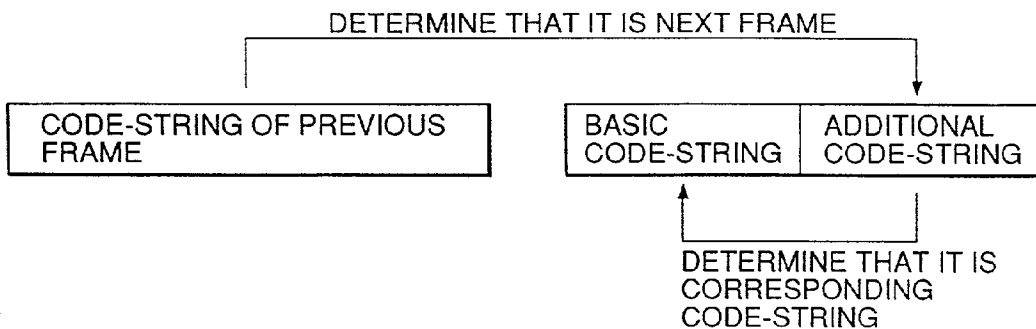 DETERMINE THAT IT IS NEXT FRAME
CODE-STRING OF PREVIOUS
FRAME
BASIC
CODE-STRING
ADDITIONAL
CODE-STRING
DETERMINE THAT IT IS
CORRESPONDING
CODE-STRING